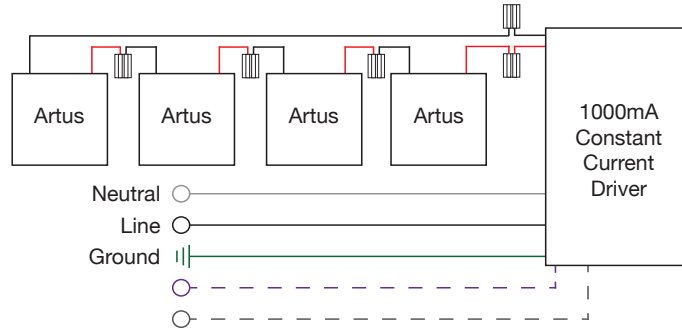 Artus
Artus
Artus
Artus
1000mA
Constant
Current
Driver
Neutral
Line
Ground